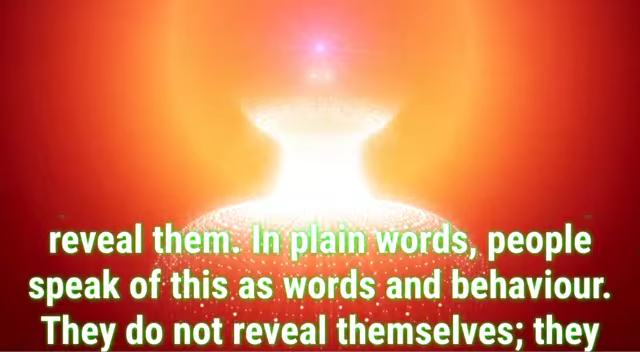 reveal them. In plain words, people
speak of this as words and behaviour.
They do not reveal themselves; they